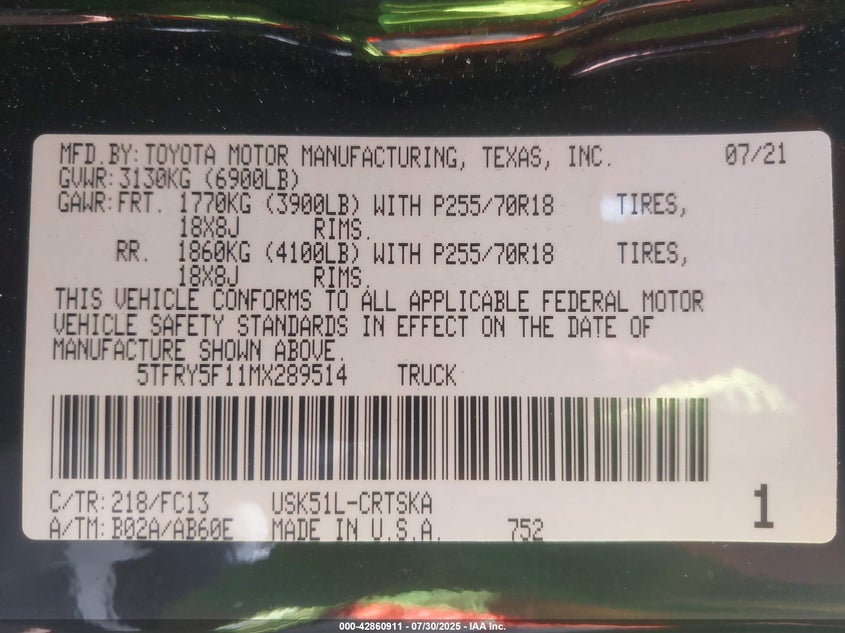 MFD. BY: TOYOTA MOTOR MANUFACTURING, TEXAS, INC. 07/21
GVWR: 3130KG (6900LB)
GAWR: FRT. 1770KG (3900LB) WITH P255/70R18 TIRES,
18X8J RIMS.
RR. 1860KG (4100LB) WITH P255/70R18 TIRES,
18X8J RIMS.
THIS VEHICLE CONFORMS TO ALL APPLICABLE FEDERAL MOTOR
VEHICLE SAFETY STANDARDS IN EFFECT ON THE DATE OF
MANUFACTURE SHOWN ABOVE.
5TFRY5F11MX289514 TRUCK
C/TR: 218/FC13 USK51L-CRTSKA
A/TM: B02A/AB60E MADE IN U.S.A. 752
1
000-42860911 - 07/30/2025 - IAA Inc.